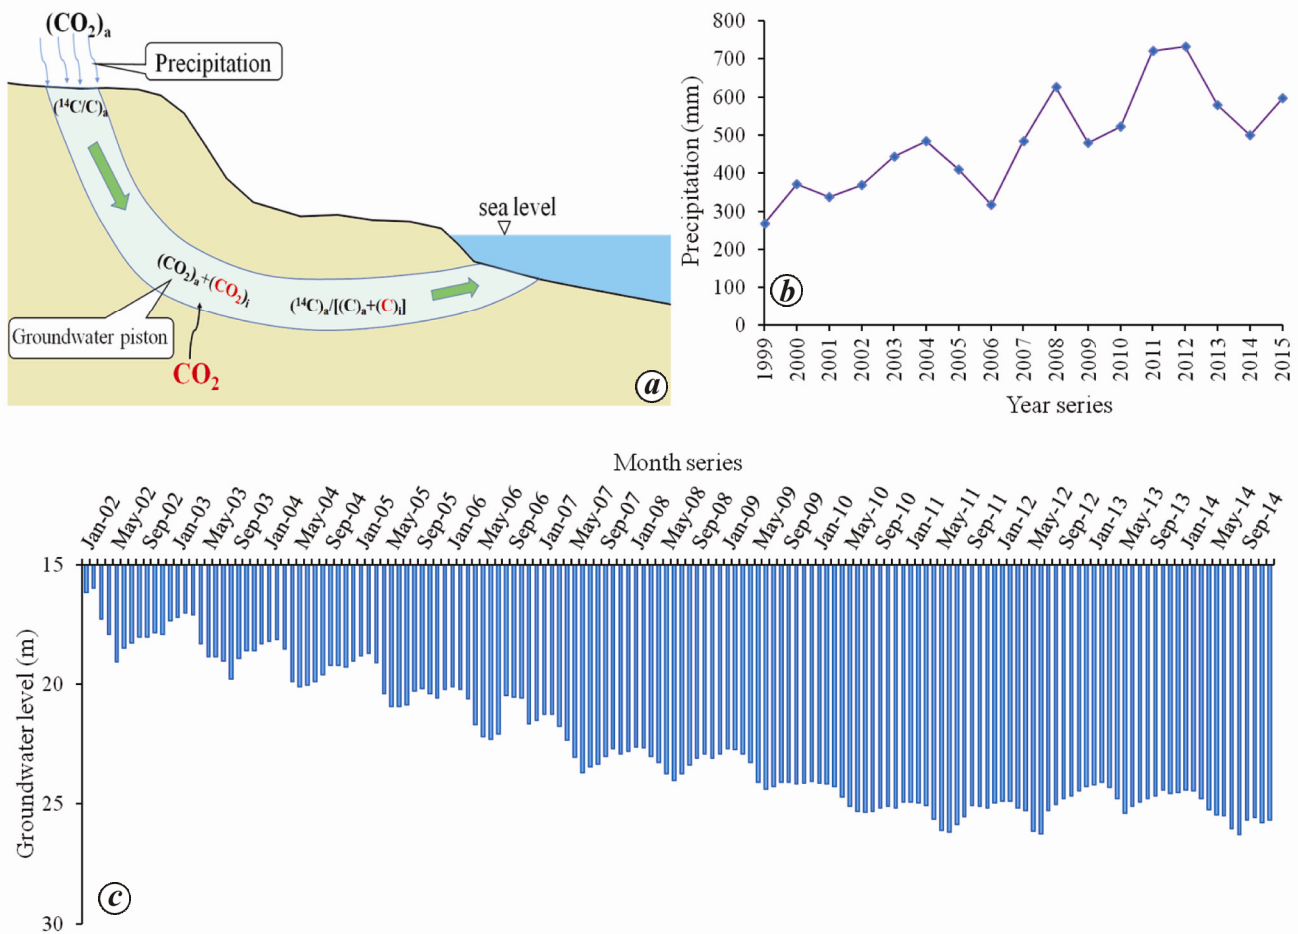 (CO₂)ₐ
Precipitation
(¹⁴C/C)ₐ
sea level
(CO₂)ₐ+(CO₂)ᵢ
(¹⁴C)ₐ/[(C)ₐ+(C)ᵢ]
Groundwater piston
CO₂
a
Precipitation (mm)
800
700
600
500
400
300
200
100
0
b
1999
2000
2001
2002
2003
2004
2005
2006
2007
2008
2009
2010
2011
2012
2013
2014
2015
Year series
Month series
Jan-02
May-02
Sep-02
Jan-03
May-03
Sep-03
Jan-04
May-04
Sep-04
Jan-05
May-05
Sep-05
Jan-06
May-06
Sep-06
Jan-07
May-07
Sep-07
Jan-08
May-08
Sep-08
Jan-09
May-09
Sep-09
Jan-10
May-10
Sep-10
Jan-11
May-11
Sep-11
Jan-12
May-12
Sep-12
Jan-13
May-13
Sep-13
Jan-14
May-14
Sep-14
Groundwater level (m)
15
20
25
30
c